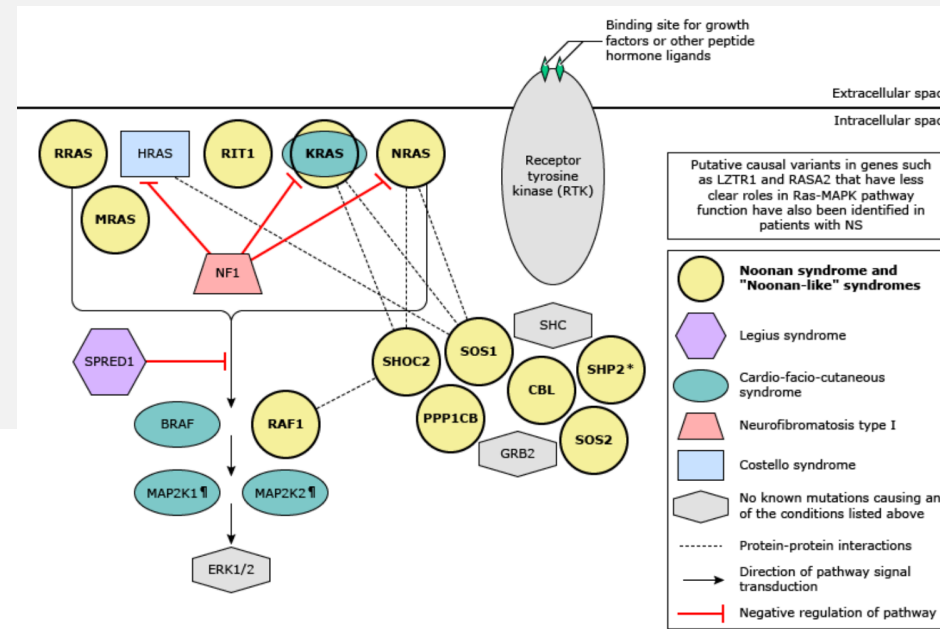 Binding site for growth
factors or other peptide
hormone ligands
Extracellular spac
Intracellular spac
RRAS
HRAS
RIT1
KRAS
NRAS
MRAS
NF1
Receptor
tyrosine
kinase (RTK)
Putative causal variants in genes such
as LZTR1 and RASA2 that have less
clear roles in Ras-MAPK pathway
function have also been identified in
patients with NS
SPRED1
SHC
SHOC2
SOS1
SHP2*
CBL
PPP1CB
SOS2
GRB2
BRAF
RAF1
MAP2K1¶
MAP2K2¶
ERK1/2
Noonan syndrome and
"Noonan-like" syndromes
Legius syndrome
Cardio-facio-cutaneous
syndrome
Neurofibromatosis type I
Costello syndrome
No known mutations causing an
of the conditions listed above
Protein-protein interactions
Direction of pathway signal
transduction
Negative regulation of pathway